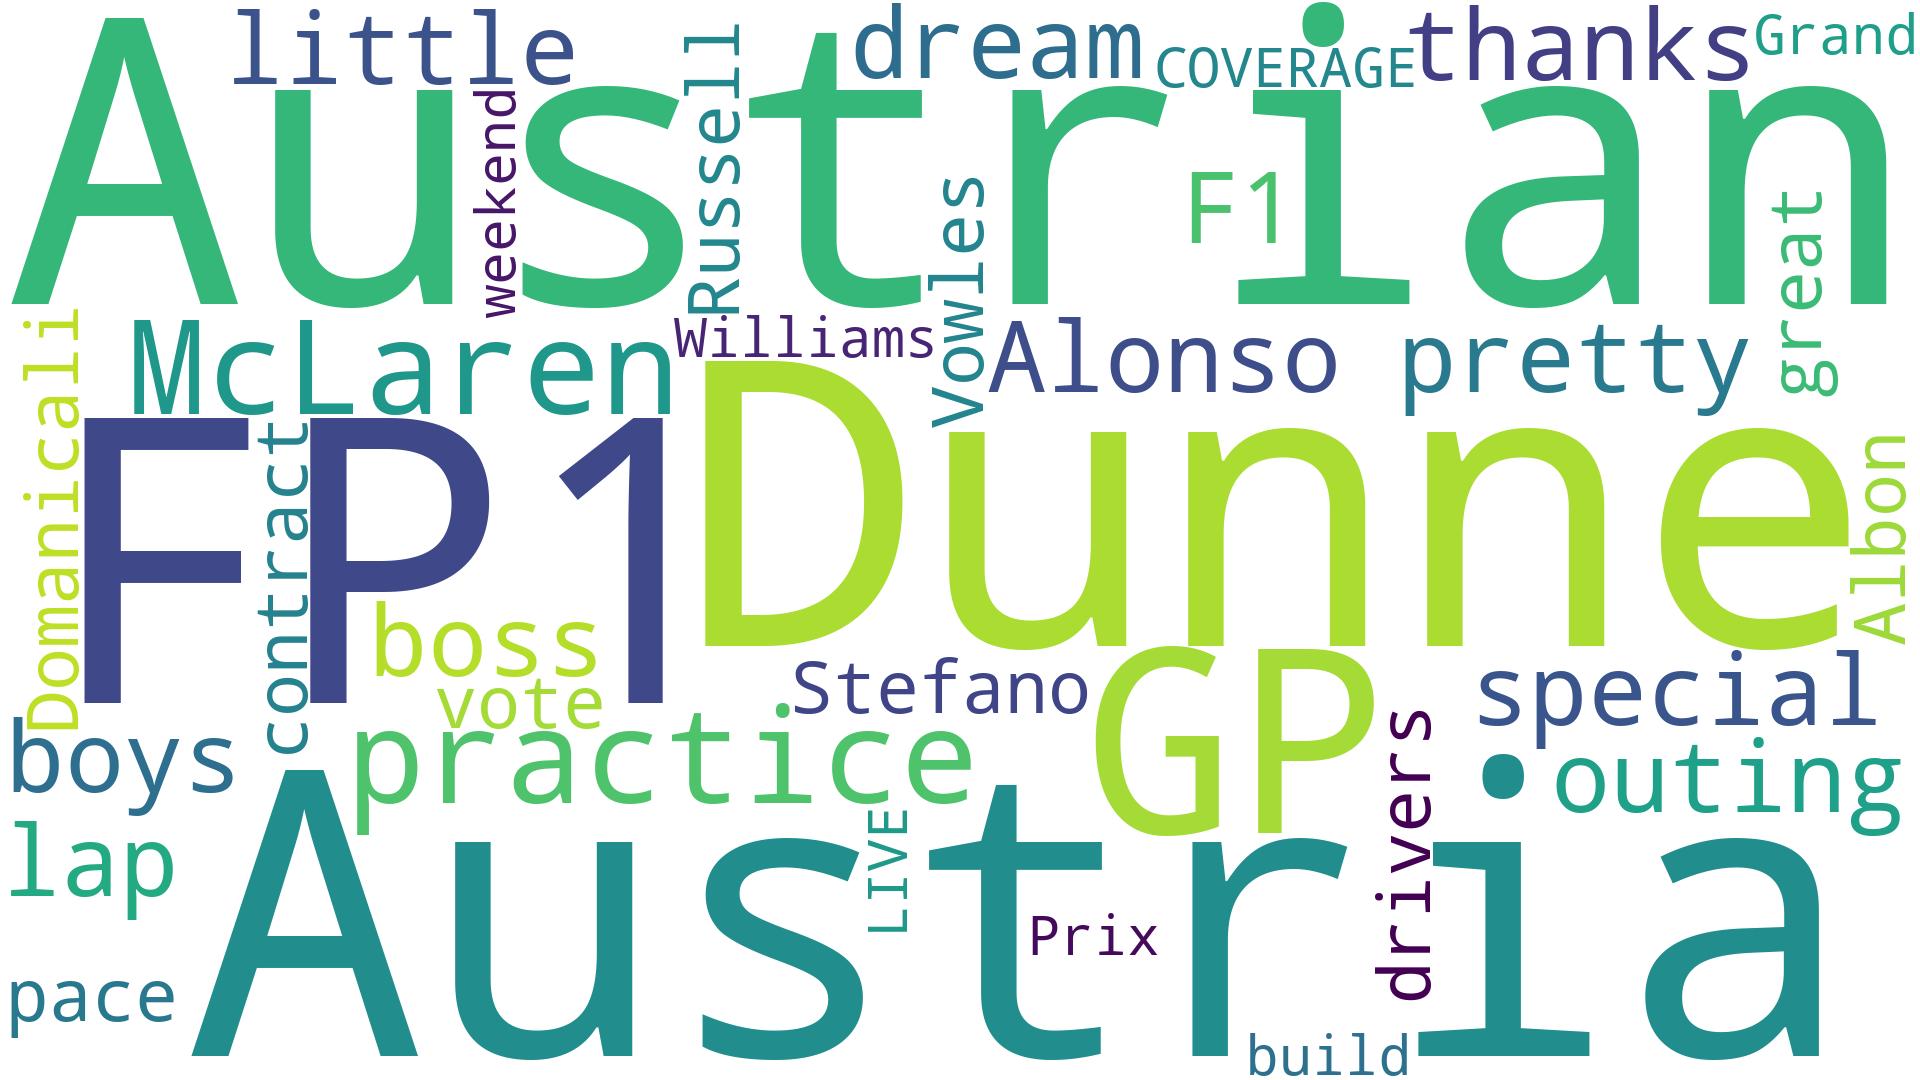 little
dream
COVERAGE
thanks
Grand
Austrian
weekend
Russell
F1
Vowles
great
Domanicali
McLaren
Williams
Alonso
pretty
FP1
contract
Dunne
Albon
boss
vote
Stefano
GP
special
boys
practice
drivers
outing
lap
Austria
LIVE
Prix
pace
build